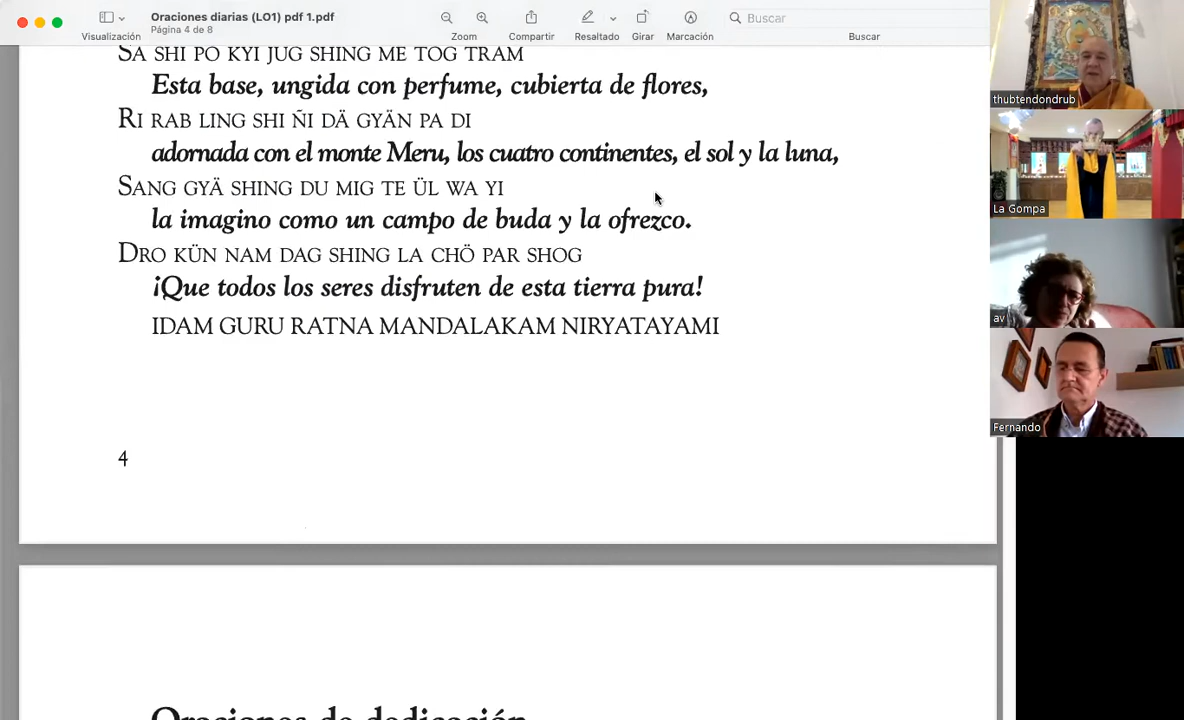 Oraciones diarias (LO1) pdf 1.pdf
Página 4 de 8
Visualización
Zoom
Compartir
Resaltado
Girar
Marcación
Buscar
Buscar
SA SHI PO KYI JUG SHING ME TOG TRAM
Esta base, ungida con perfume, cubierta de flores,
RI RAB LING SHI ÑI DÄ GYÄN PA DI
adornada con el monte Meru, los cuatro continentes, el sol y la luna,
SANG GYÄ SHING DU MIG TE ÜL WA YI
la imagino como un campo de buda y la ofrezco.
DRO KÜN NAM DAG SHING LA CHÖ PAR SHOG
¡Que todos los seres disfruten de esta tierra pura!
IDAM GURU RATNA MANDALAKAM NIRYATAYAMI
4
Oraciones de dedicación
thubtendondrub
La Gompa
av
Fernando